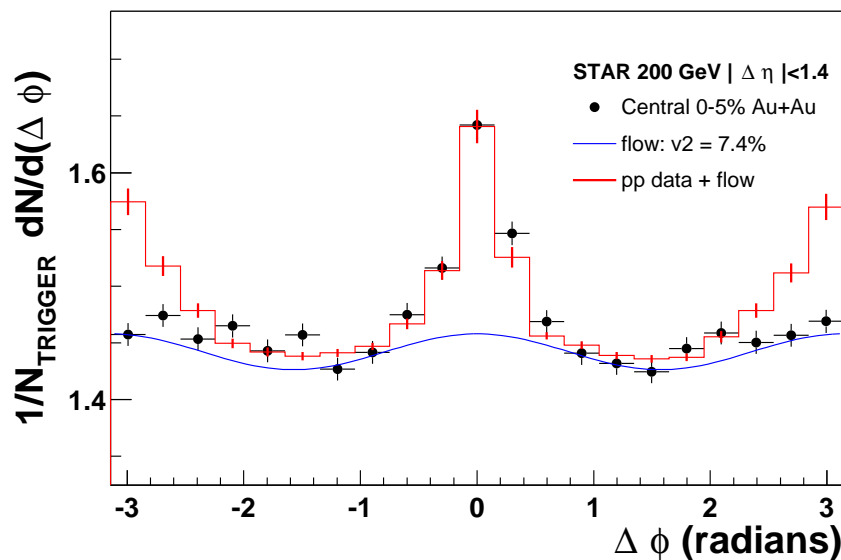 STAR 200 GeV | Δ η |<1.4
Central 0-5% Au+Au
flow: v2 = 7.4%
pp data + flow
1/N_TRIGGER dN/d(Δ ϕ)
1.6
1.4
-3 -2 -1 0 1 2 3
Δ ϕ (radians)